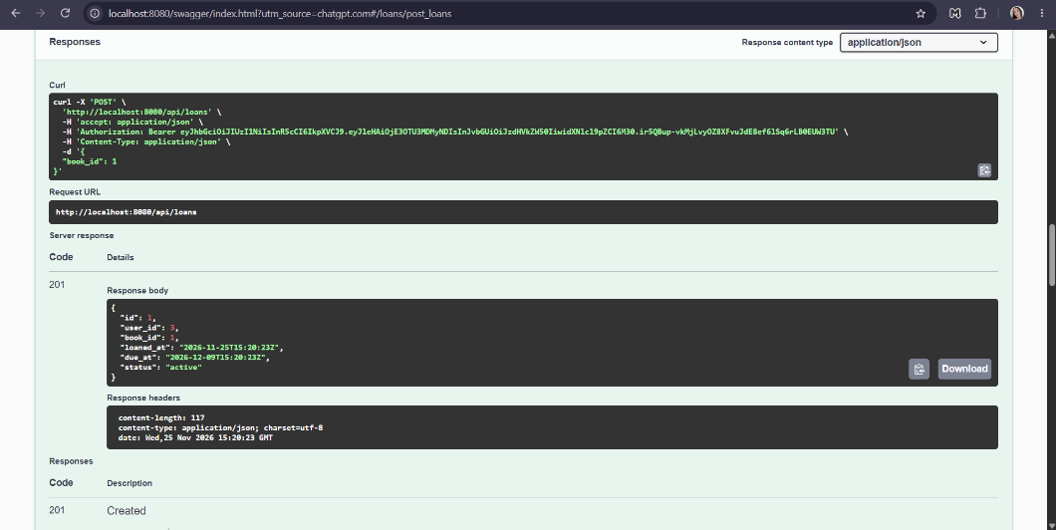 localhost:8080/swagger/index.html?utm_source=chatgpt.com#/loans/post_loans
Responses
Response content type
application/json
Curl
curl -X 'POST' \
'http://localhost:8080/api/loans' \
-H 'accept: application/json' \
-H 'Authorization: Bearer
-H 'Content-Type: application/json' \
-d '{
"book_id": 1
}'
Request URL
http://localhost:8080/api/loans
Server response
Code Details
201
Response body
{
"id": 1,
"user_id": 3,
"book_id": 1,
"loaned_at": "2026-11-25T15:20:23Z",
"due_at": "2026-12-09T15:20:23Z",
"status": "active"
}
Download
Response headers
content-length: 117
content-type: application/json; charset=utf-8
date: Wed,25 Nov 2026 15:20:23 GMT
Responses
Code Description
201 Created